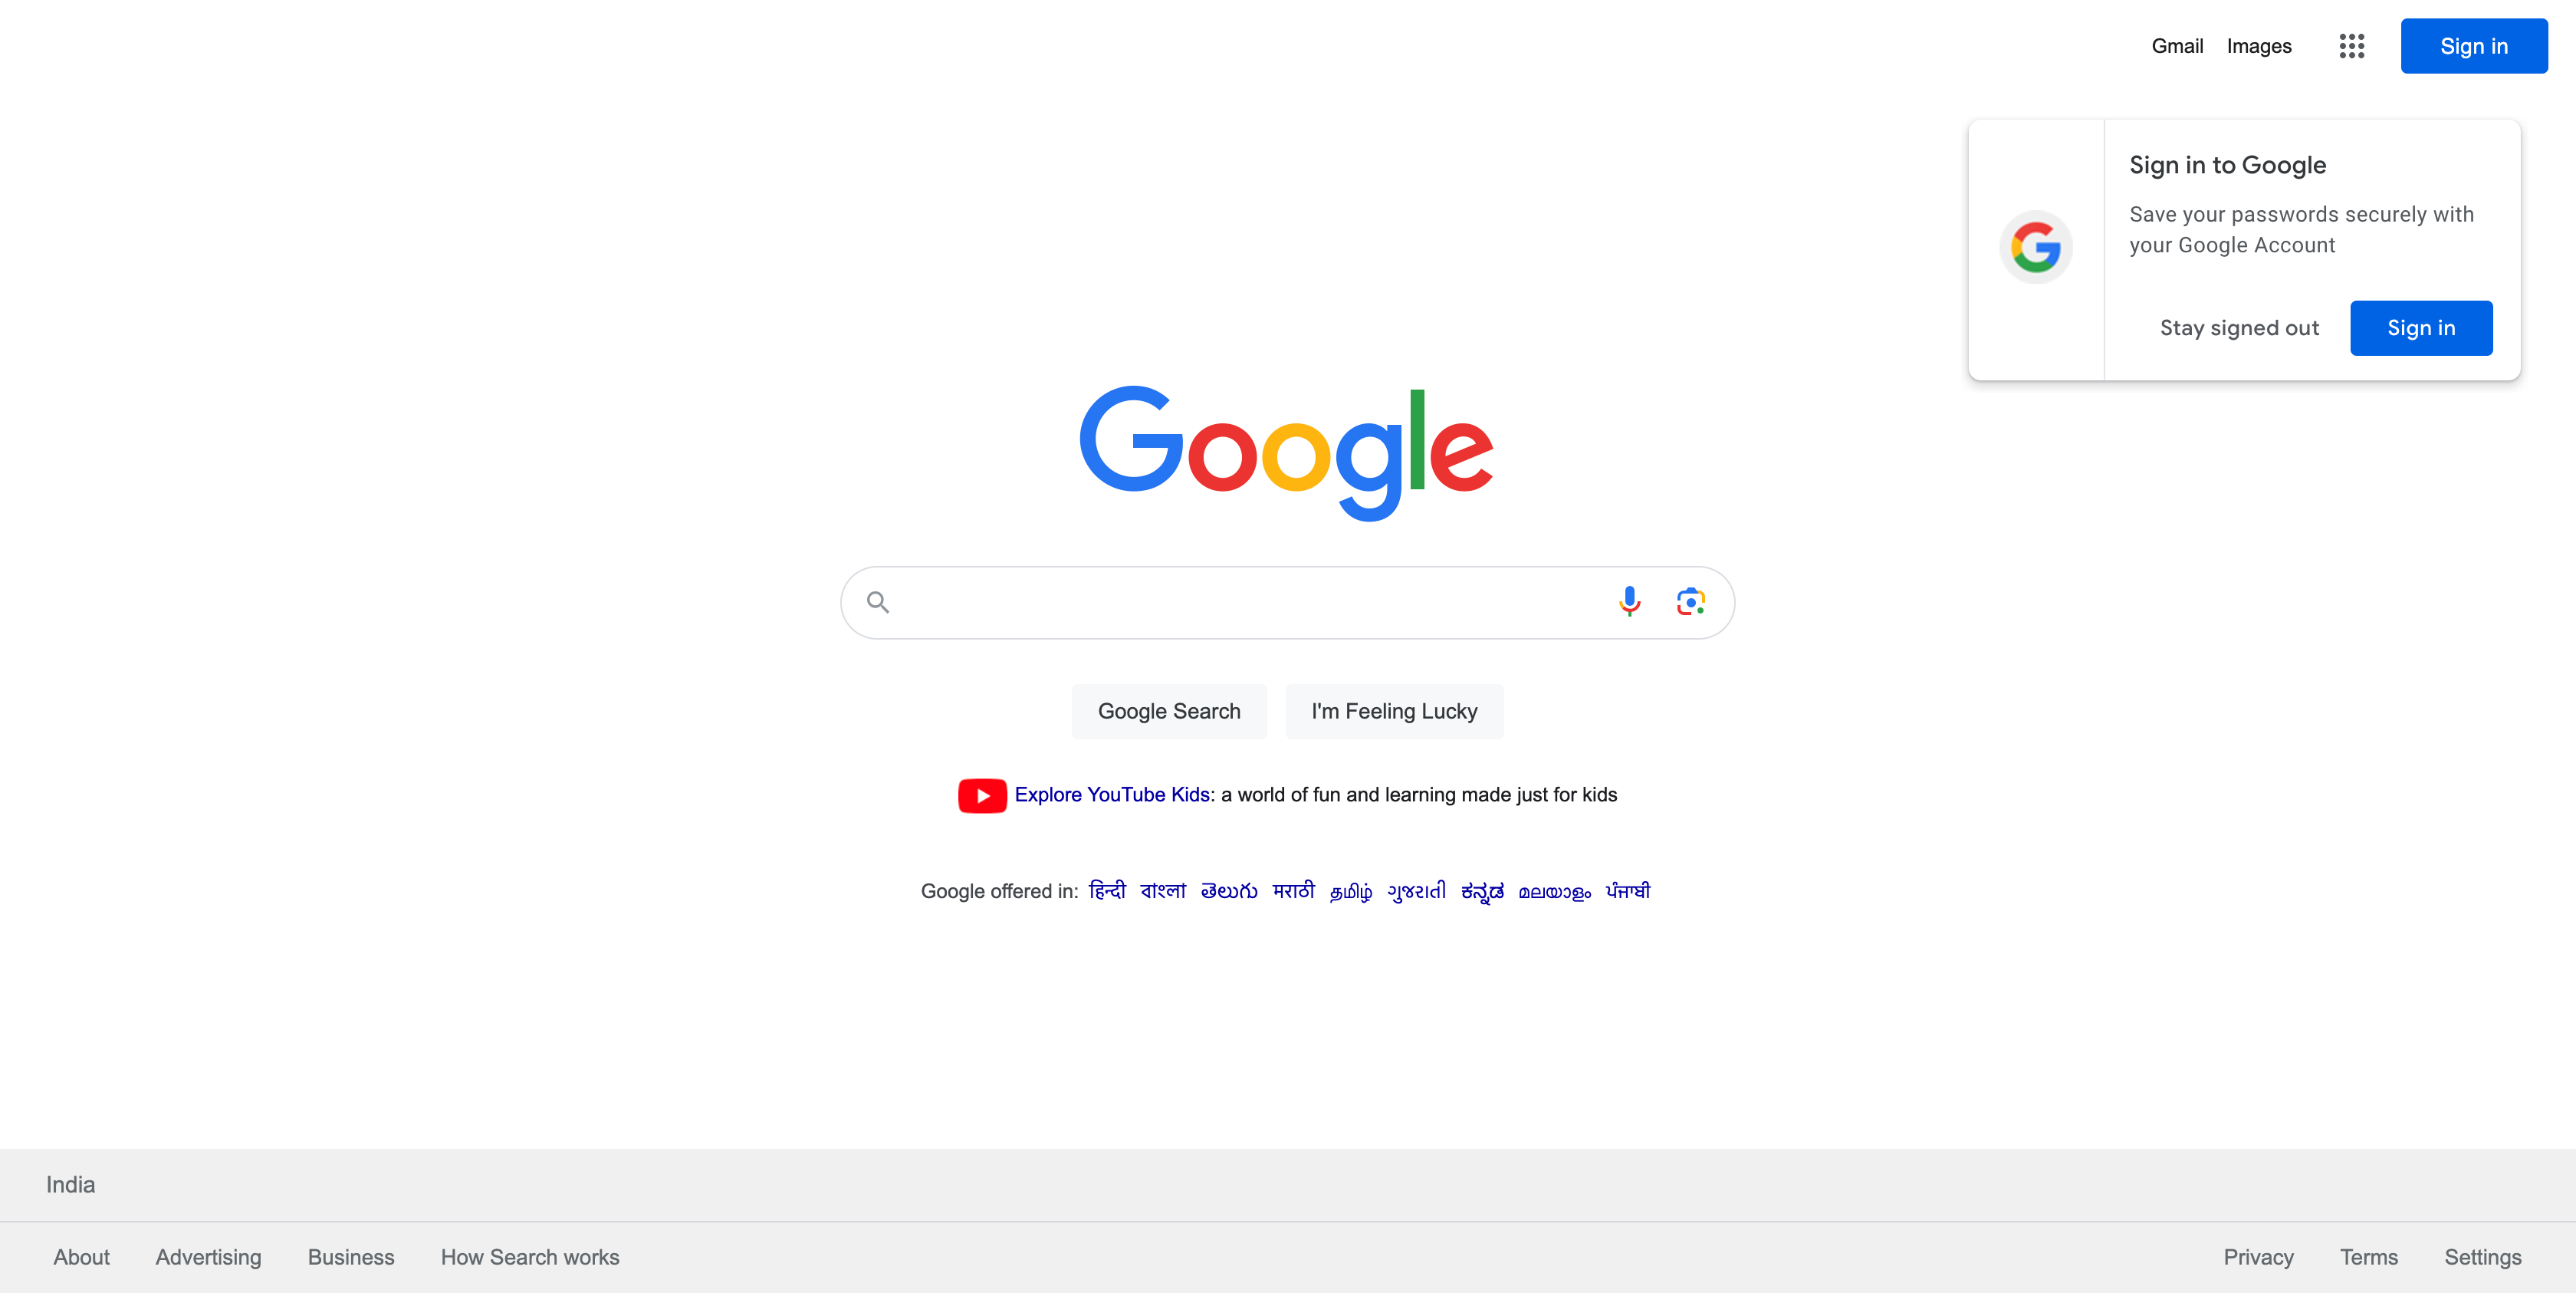 Gmail Images Sign in
Sign in to Google
Save your passwords securely with
your Google Account
Stay signed out Sign in
Google
Google Search I'm Feeling Lucky
Explore YouTube Kids: a world of fun and learning made just for kids
Google offered in: हिन्दी বাংলা తెలుగు मराठी தமிழ் ગુજરાતી ಕನ್ನಡ മലയാളം ਪੰਜਾਬੀ
India
About Advertising Business How Search works Privacy Terms Settings